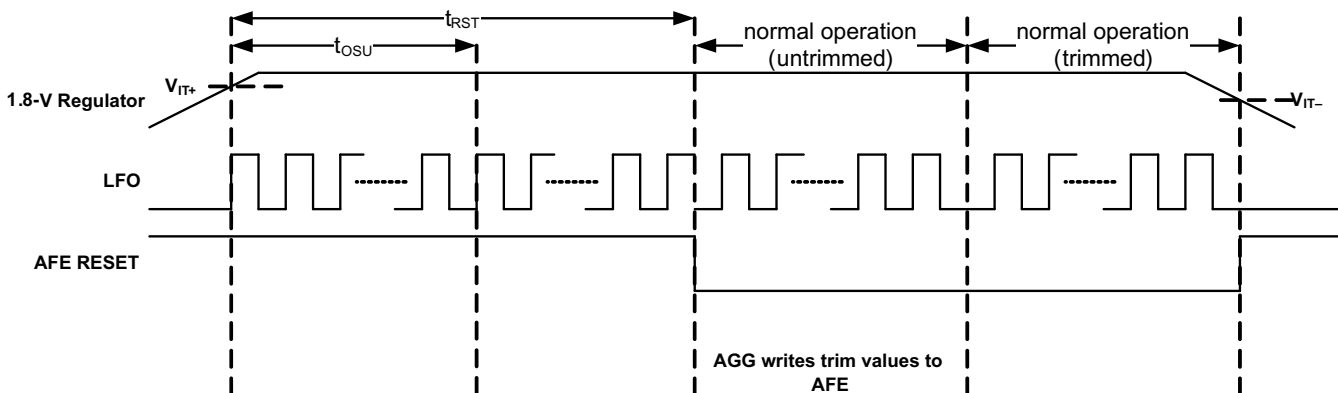 tRST
tOSU
normal operation
(untrimmed)
normal operation
(trimmed)
VIT+
1.8-V Regulator
VIT–
LFO
AFE RESET
AGG writes trim values to
AFE